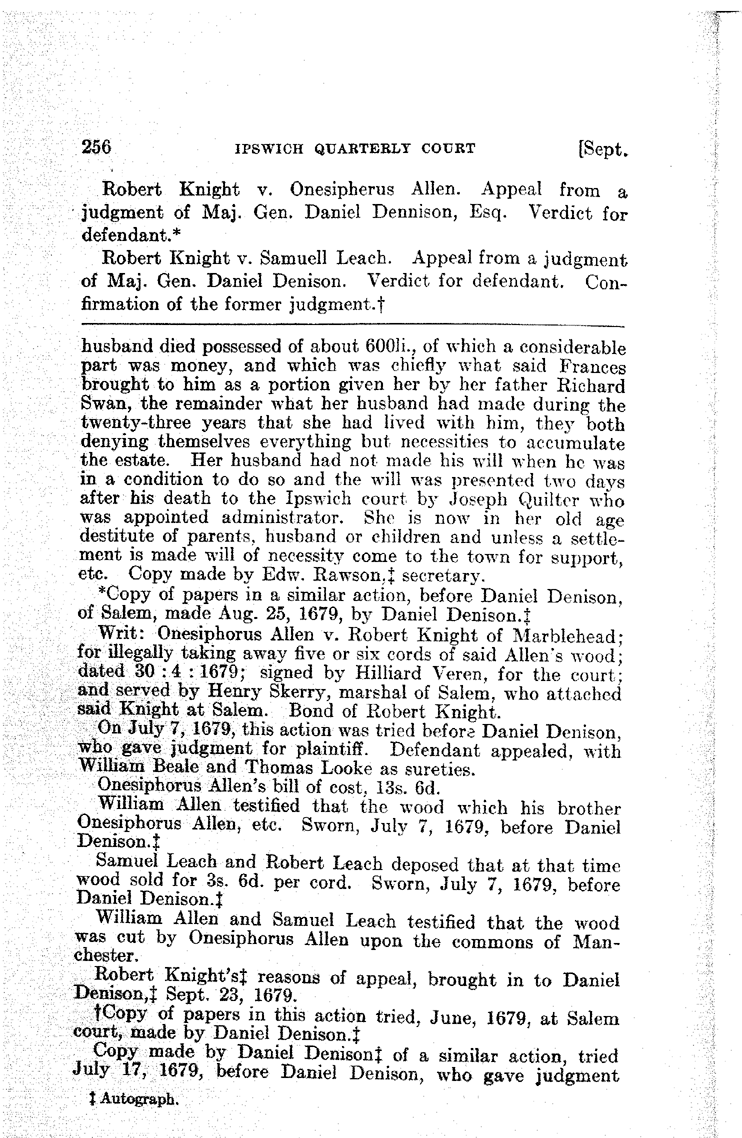 256 IPSWICH QUARTERLY COURT [Sept.
Robert Knight v. Onesipherus Allen. Appeal from a
judgment of Maj. Gen. Daniel Dennison, Esq. Verdict for
defendant.*
Robert Knight v. Samuell Leach. Appeal from a judgment
of Maj. Gen. Daniel Denison. Verdict for defendant. Con-
firmation of the former judgment.†
husband died possessed of about 600li., of which a considerable
part was money, and which was chiefly what said Frances
brought to him as a portion given her by her father Richard
Swan, the remainder what her husband had made during the
twenty-three years that she had lived with him, they both
denying themselves everything but necessities to accumulate
the estate. Her husband had not made his will when he was
in a condition to do so and the will was presented two days
after his death to the Ipswich court by Joseph Quilter who
was appointed administrator. She is now in her old age
destitute of parents, husband or children and unless a settle-
ment is made will of necessity come to the town for support,
etc. Copy made by Edw. Rawson,‡ secretary.
*Copy of papers in a similar action, before Daniel Denison,
of Salem, made Aug. 25, 1679, by Daniel Denison.‡
Writ: Onesiphorus Allen v. Robert Knight of Marblehead;
for illegally taking away five or six cords of said Allen's wood;
dated 30 : 4 : 1679; signed by Hilliard Veren, for the court;
and served by Henry Skerry, marshal of Salem, who attached
said Knight at Salem. Bond of Robert Knight.
On July 7, 1679, this action was tried before Daniel Denison,
who gave judgment for plaintiff. Defendant appealed, with
William Beale and Thomas Looke as sureties.
Onesiphorus Allen's bill of cost, 13s. 6d.
William Allen testified that the wood which his brother
Onesiphorus Allen, etc. Sworn, July 7, 1679, before Daniel
Denison.‡
Samuel Leach and Robert Leach deposed that at that time
wood sold for 3s. 6d. per cord. Sworn, July 7, 1679, before
Daniel Denison.‡
William Allen and Samuel Leach testified that the wood
was cut by Onesiphorus Allen upon the commons of Man-
chester.
Robert Knight's‡ reasons of appeal, brought in to Daniel
Denison,‡ Sept. 23, 1679.
†Copy of papers in this action tried, June, 1679, at Salem
court, made by Daniel Denison.‡
Copy made by Daniel Denison‡ of a similar action, tried
July 17, 1679, before Daniel Denison, who gave judgment
‡ Autograph.